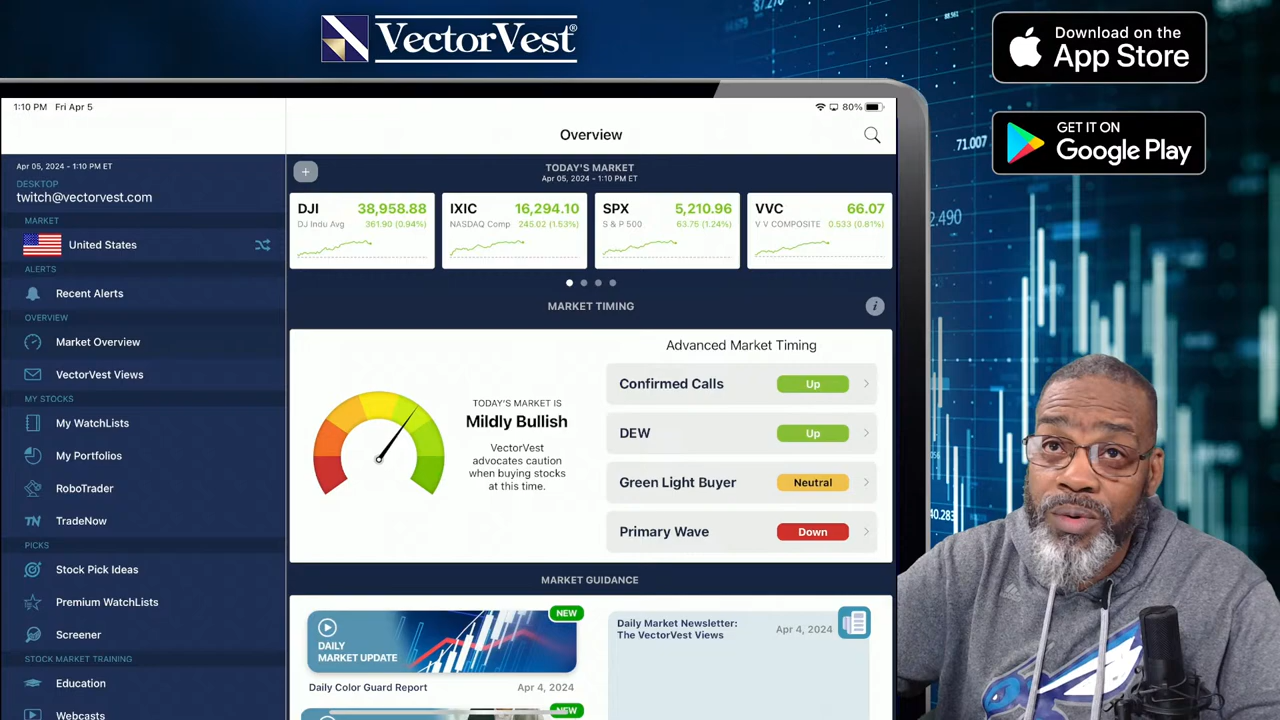 VectorVest®
Download on the
App Store
GET IT ON
Google Play
71.007
2.490
40.283
1:10 PM Fri Apr 5
80%
Overview
Apr 05, 2024 - 1:10 PM ET
DESKTOP
twitch@vectorvest.com
MARKET
United States
ALERTS
Recent Alerts
OVERVIEW
Market Overview
VectorVest Views
MY STOCKS
My WatchLists
My Portfolios
RoboTrader
TN TradeNow
PICKS
Stock Pick Ideas
Premium WatchLists
Screener
STOCK MARKET TRAINING
Education
Webcasts
+
TODAY'S MARKET
Apr 05, 2024 - 1:10 PM ET
DJI 38,958.88
DJ Indu Avg 361.90 (0.94%)
IXIC 16,294.10
NASDAQ Comp 245.02 (1.53%)
SPX 5,210.96
S & P 500 63.75 (1.24%)
VVC 66.07
V V COMPOSITE 0.533 (0.81%)
MARKET TIMING
i
TODAY'S MARKET IS
Mildly Bullish
VectorVest
advocates caution
when buying stocks
at this time.
Advanced Market Timing
Confirmed Calls Up
DEW Up
Green Light Buyer Neutral
Primary Wave Down
MARKET GUIDANCE
NEW
DAILY
MARKET UPDATE
Daily Color Guard Report Apr 4, 2024
NEW
Daily Market Newsletter:
The VectorVest Views
Apr 4, 2024